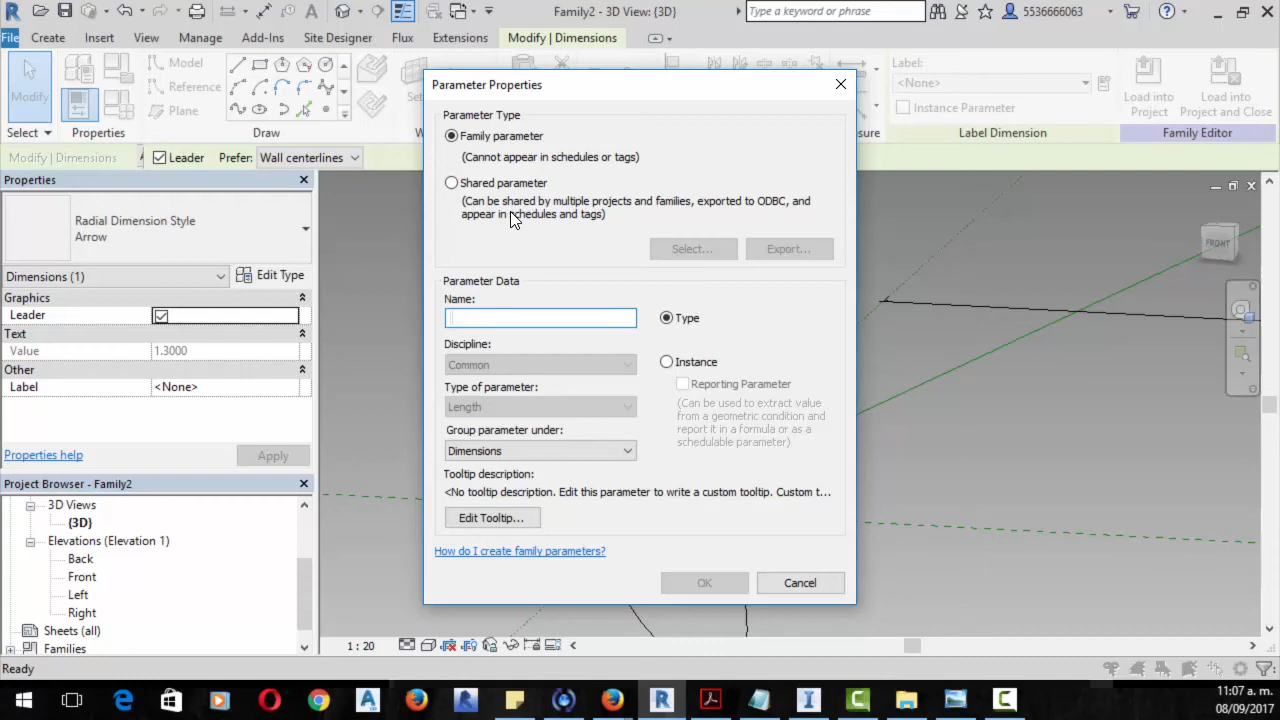 Family2 - 3D View: {3D}
Type a keyword or phrase
5536666063
File
Create
Insert
View
Manage
Add-Ins
Site Designer
Flux
Extensions
Modify | Dimensions
Modify
Model
Reference
Plane
Select
Properties
Draw
Label:
<None>
Instance Parameter
Label Dimension
Load into
Project
Load into
Project and Close
Family Editor
Modify | Dimensions
Leader
Prefer:
Wall centerlines
Properties
Radial Dimension Style
Arrow
Dimensions (1)
Edit Type
Graphics
Leader
Text
Value
1.3000
Other
Label
<None>
Properties help
Apply
Project Browser - Family2
3D Views
{3D}
Elevations (Elevation 1)
Back
Front
Left
Right
Sheets (all)
Families
Parameter Properties
Parameter Type
Family parameter
(Cannot appear in schedules or tags)
Shared parameter
(Can be shared by multiple projects and families, exported to ODBC, and
appear in schedules and tags)
Select...
Export...
Parameter Data
Name:
Type
Discipline:
Common
Instance
Type of parameter:
Reporting Parameter
Length
(Can be used to extract value
from a geometric condition and
report it in a formula or as a
schedulable parameter)
Group parameter under:
Dimensions
Tooltip description:
<No tooltip description. Edit this parameter to write a custom tooltip. Custom t...
Edit Tooltip...
How do I create family parameters?
OK
Cancel
FRONT
1 : 20
Ready
11:07 a. m.
08/09/2017